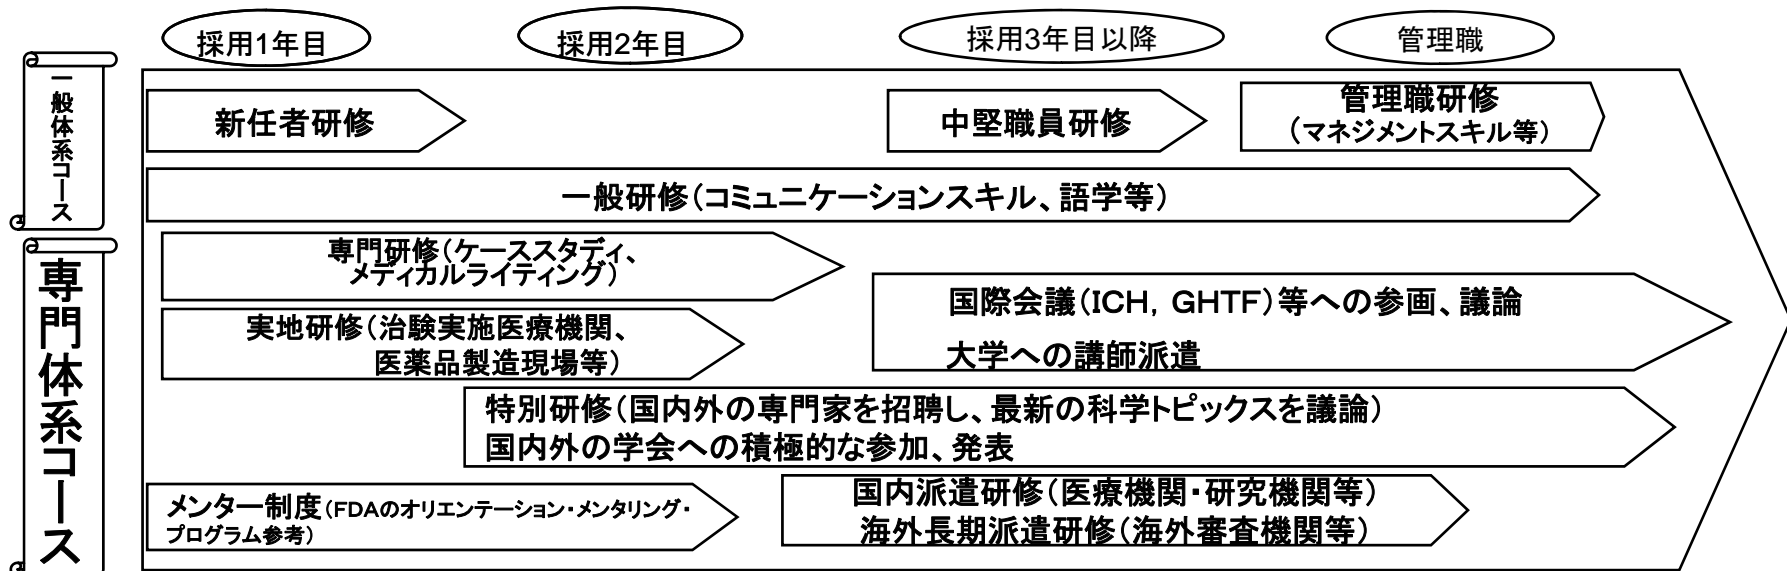 採用1年目
採用2年目
採用3年目以降
管理職
一般体系コース
新任者研修
中堅職員研修
管理職研修
（マネジメントスキル等）
一般研修（コミュニケーションスキル、語学等）
専門体系コース
専門研修（ケーススタディ、
メディカルライティング）
実地研修（治験実施医療機関、
医薬品製造現場等）
国際会議（ICH, GHTF）等への参画、議論
大学への講師派遣
特別研修（国内外の専門家を招聘し、最新の科学トピックスを議論）
国内外の学会への積極的な参加、発表
メンター制度（FDAのオリエンテーション・メンタリング・
プログラム参考）
国内派遣研修（医療機関・研究機関等）
海外長期派遣研修（海外審査機関等）